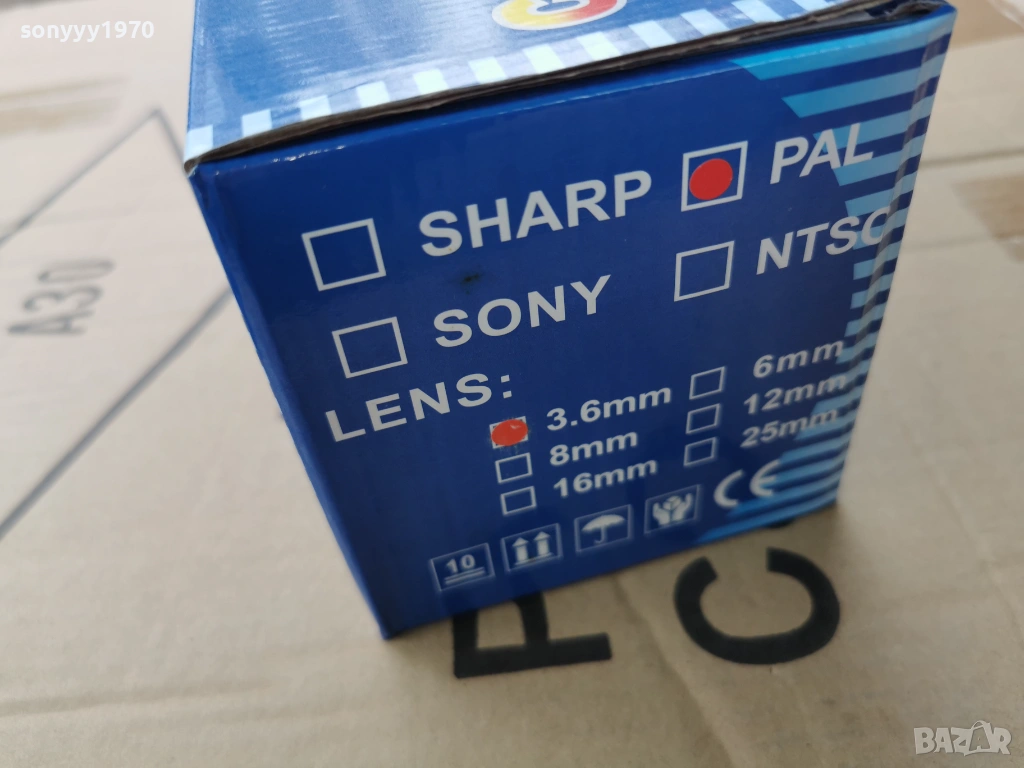 sonyyy1970
SHARP
PAL
SONY
NTSC
LENS:
3.6mm
6mm
8mm
12mm
16mm
25mm
10
CE
A30
P C
BAZAR